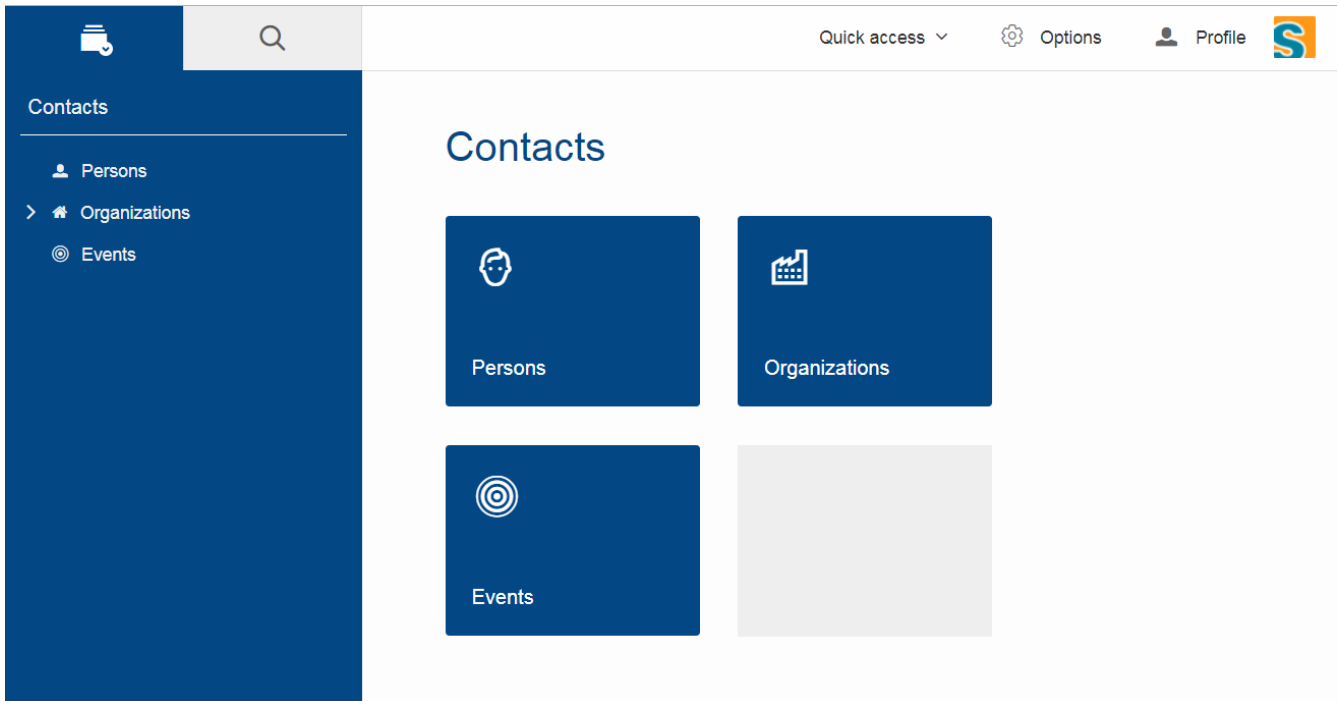 Quick access
Options
Profile
Contacts
Persons
Organizations
Events
Contacts
Persons
Organizations
Events